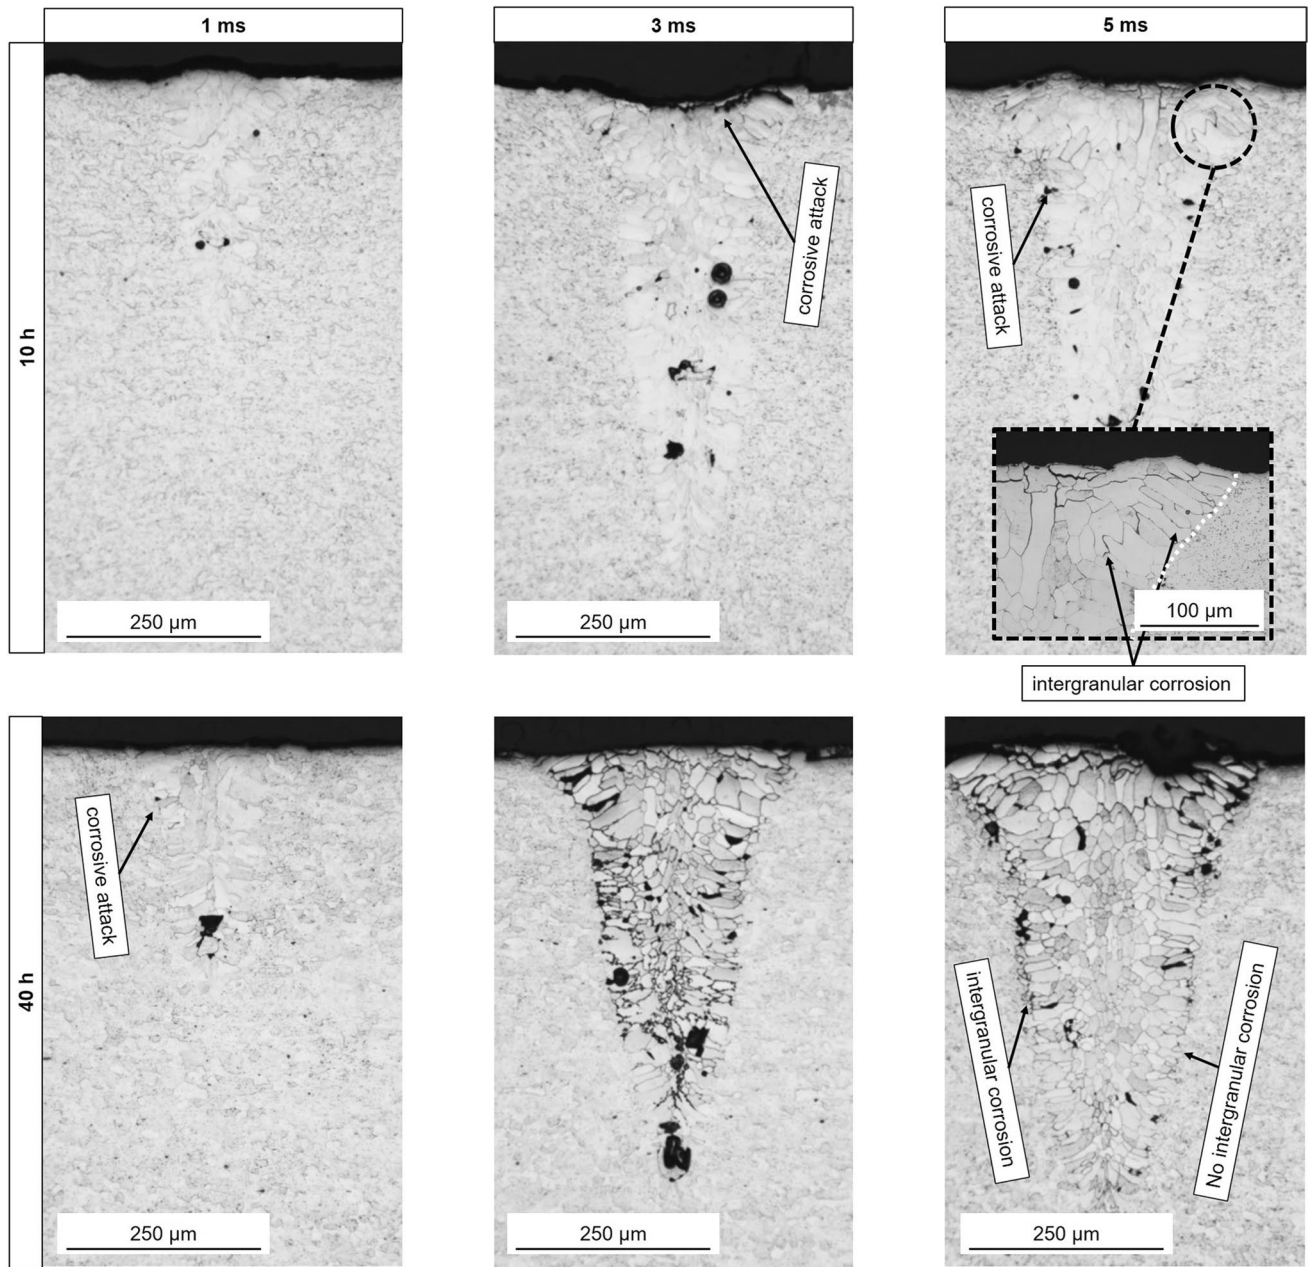 1 ms
3 ms
5 ms
10 h
corrosive attack
corrosive attack
250 µm
250 µm
100 µm
intergranular corrosion
40 h
corrosive attack
intergranular corrosion
No intergranular corrosion
250 µm
250 µm
250 µm